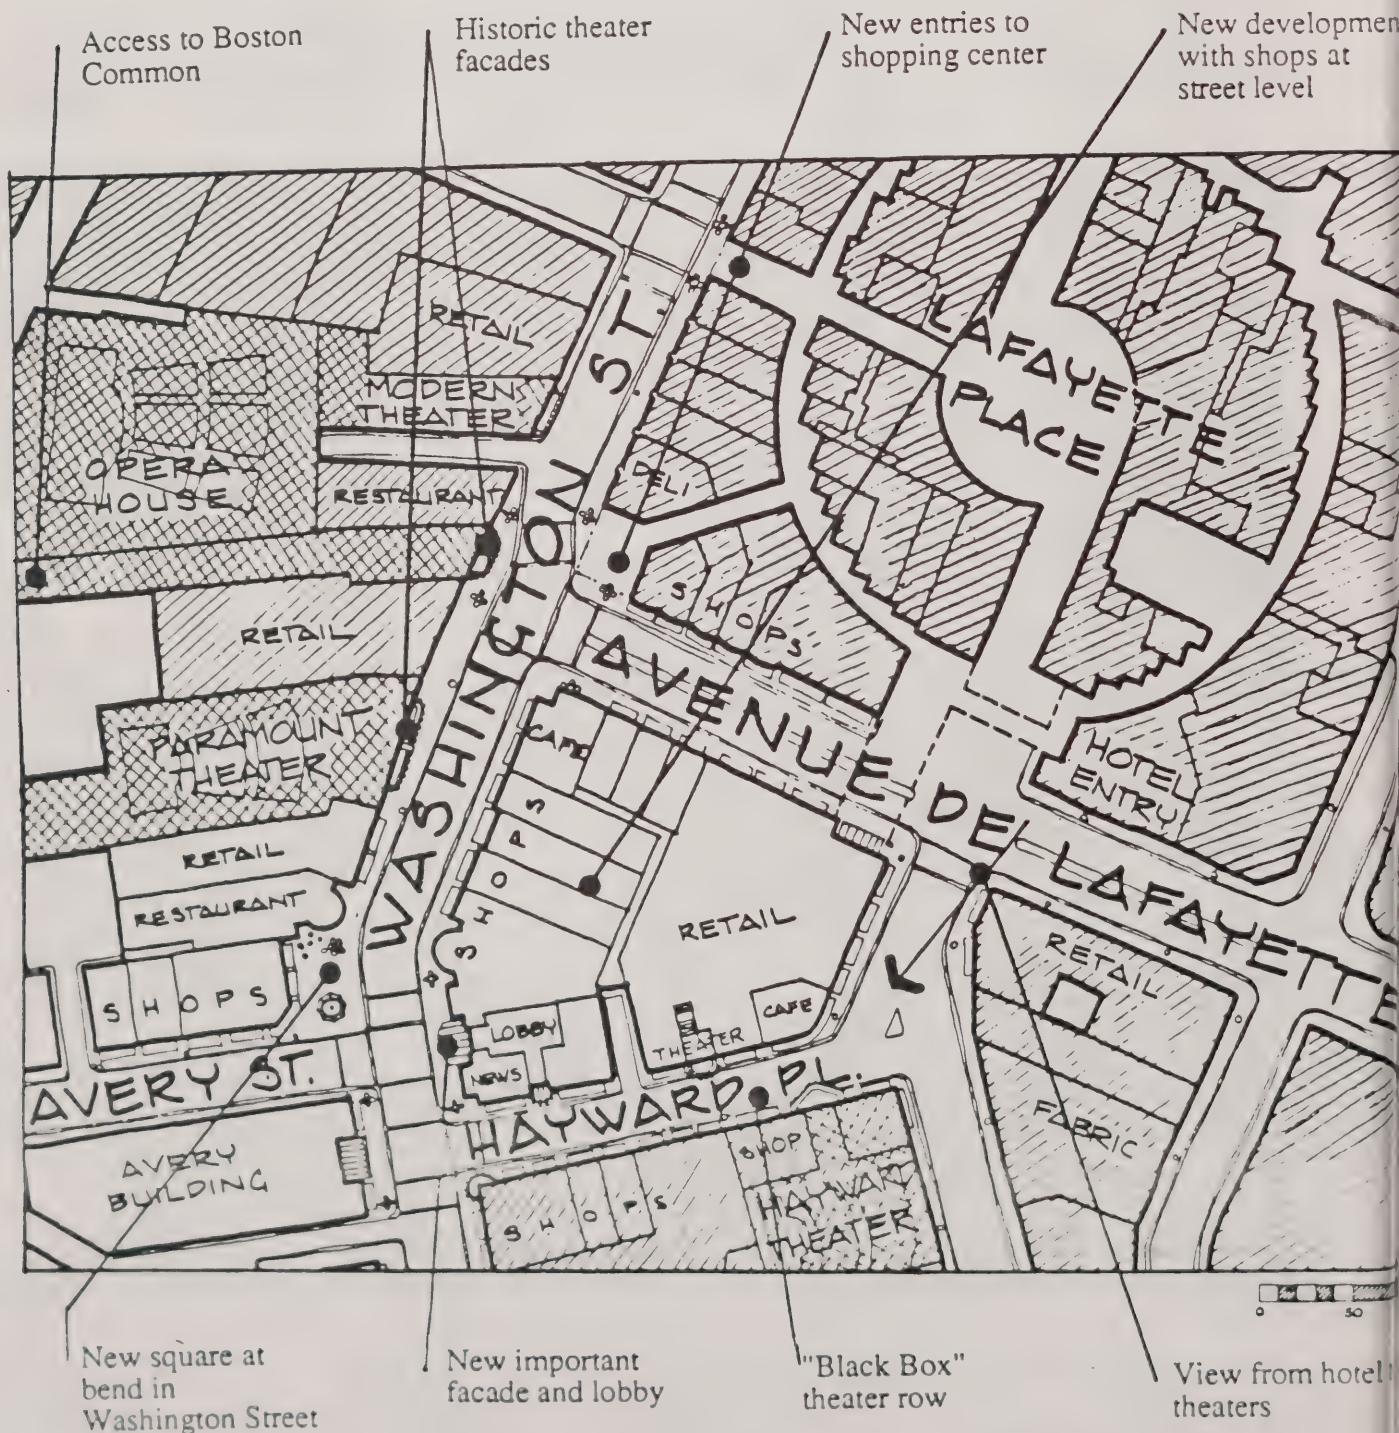 Access to Boston
Common
Historic theater
facades
New entries to
shopping center
New developmen
with shops at
street level
RETAIL
MODERN
THEATER
OPERA
HOUSE
RESTAURANT
WASHINGTON ST.
LAFAYETTE
PLACE
DELI
SHOPS
RETAIL
PARAMOUNT
THEATER
AVENUE DE LAFAYETTE
HOTEL
ENTRY
CAFE
SHOPS
RETAIL
RESTAURANT
SHOPS
RETAIL
CAFE
THEATER
LOBBY
NEWS
RETAIL
FABRIC
AVERY ST.
HAYWARD PL.
AVERY
BUILDING
SHOPS
SHOP
HAYWARD
THEATER
0 50
New square at
bend in
Washington Street
New important
facade and lobby
"Black Box"
theater row
View from hotel
theaters